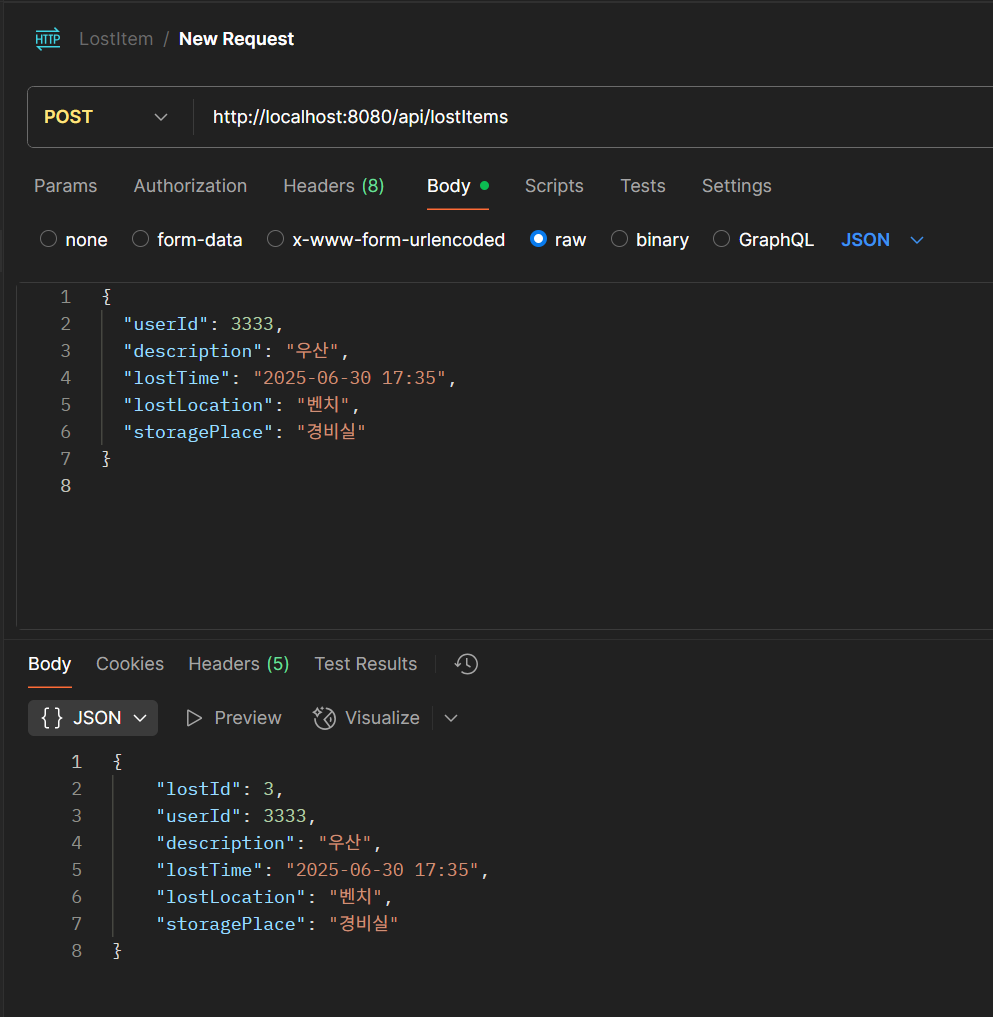 HTTP LostItem / New Request
POST http://localhost:8080/api/lostItems
Params Authorization Headers (8) Body Scripts Tests Settings
none form-data x-www-form-urlencoded raw binary GraphQL JSON
1 {
2 "userId": 3333,
3 "description": "우산",
4 "lostTime": "2025-06-30 17:35",
5 "lostLocation": "벤치",
6 "storagePlace": "경비실"
7 }
8
Body Cookies Headers (5) Test Results
{} JSON Preview Visualize
1 {
2 "lostId": 3,
3 "userId": 3333,
4 "description": "우산",
5 "lostTime": "2025-06-30 17:35",
6 "lostLocation": "벤치",
7 "storagePlace": "경비실"
8 }